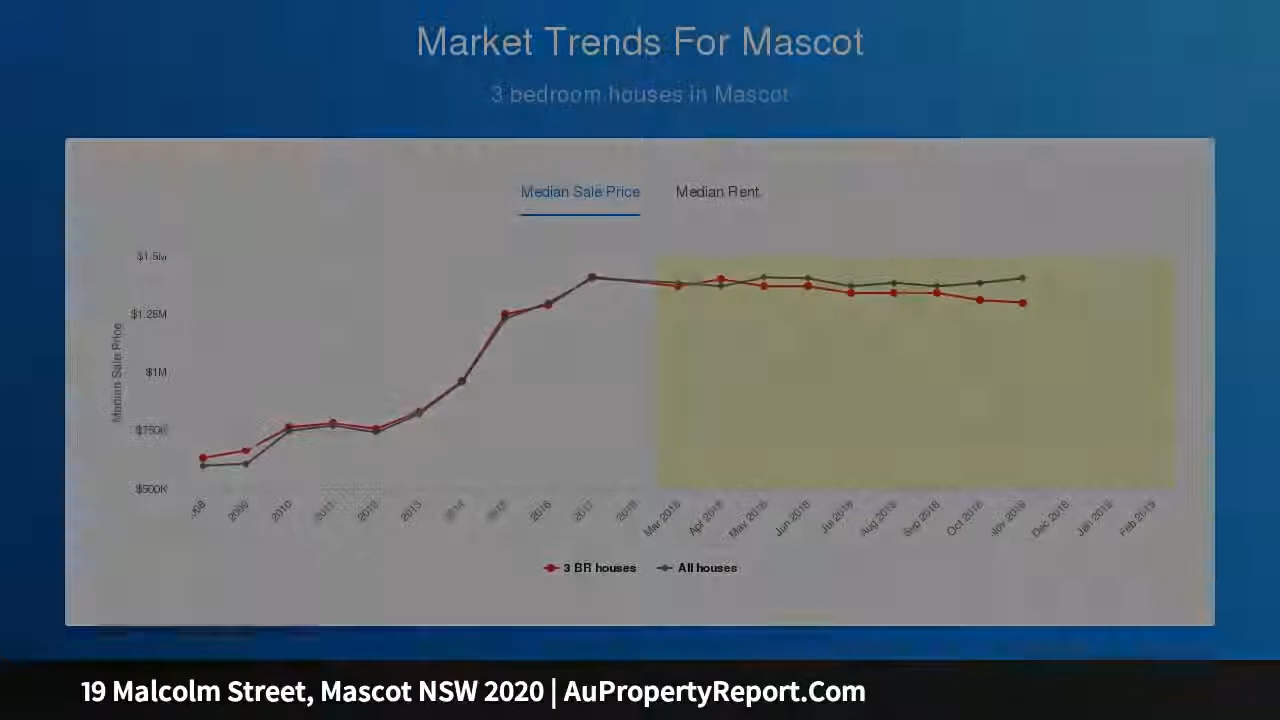 Market Trends For Mascot
3 bedroom houses in Mascot
Median Sale Price Median Rent
$1.5M
$1.25M
$1M
$750K
$500K
Median Sale Price
2009 2010 2011 2012 2013 2014 2015 2016 2017 2018 Mar 2018 Apr 2018 May 2018 Jun 2018 Jul 2018 Aug 2018 Sep 2018 Oct 2018 Nov 2018 Dec 2018 Jan 2019 Feb 2019
3 BR houses All houses
19 Malcolm Street, Mascot NSW 2020 | AuPropertyReport.Com